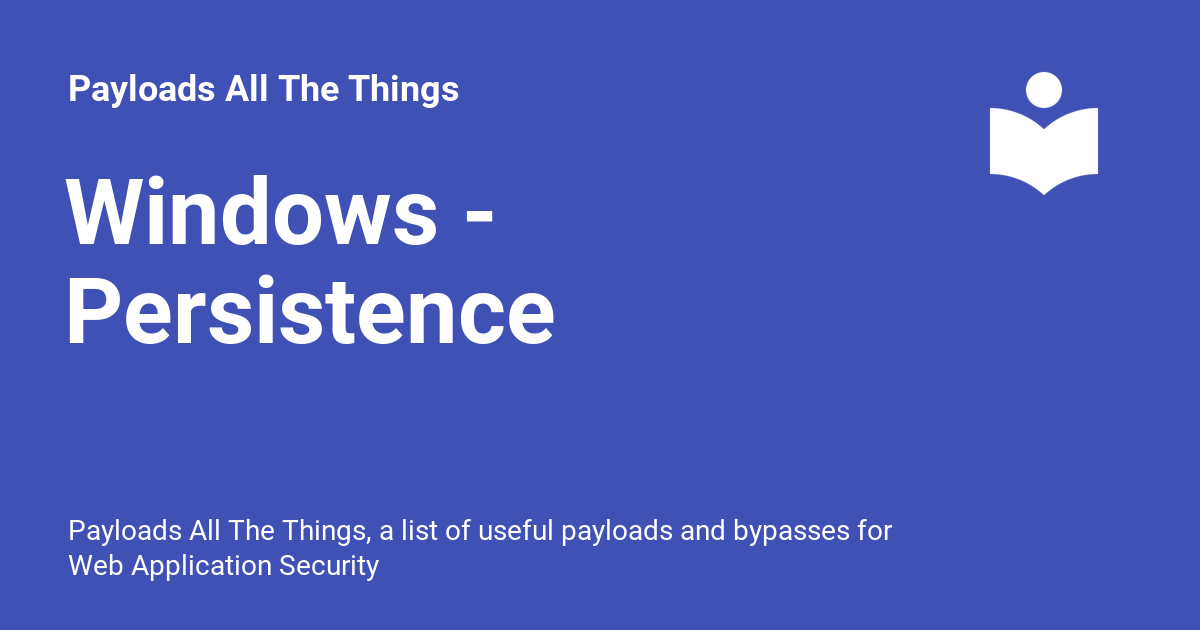 Payloads All The Things
Windows -
Persistence
Payloads All The Things, a list of useful payloads and bypasses for
Web Application Security